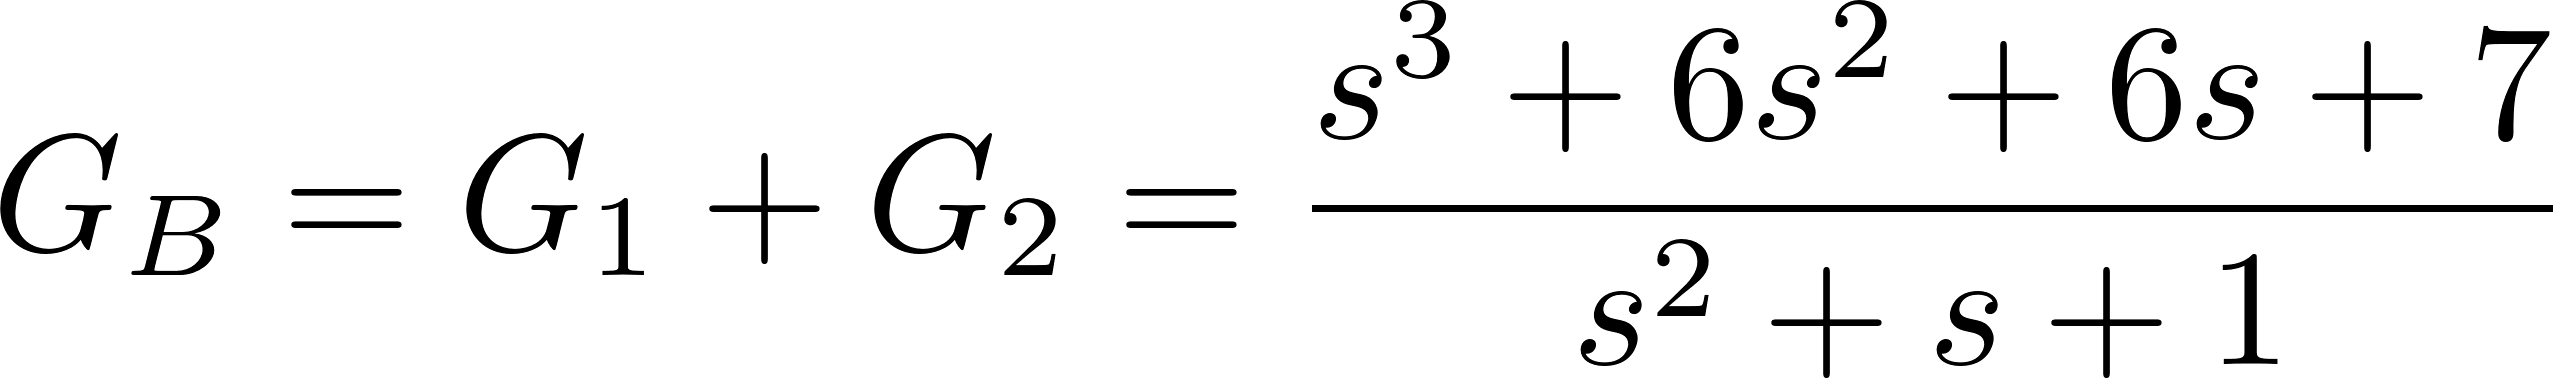 G_B = G_1 + G_2 = \frac{s^3 + 6s^2 + 6s + 7}{s^2 + s + 1}